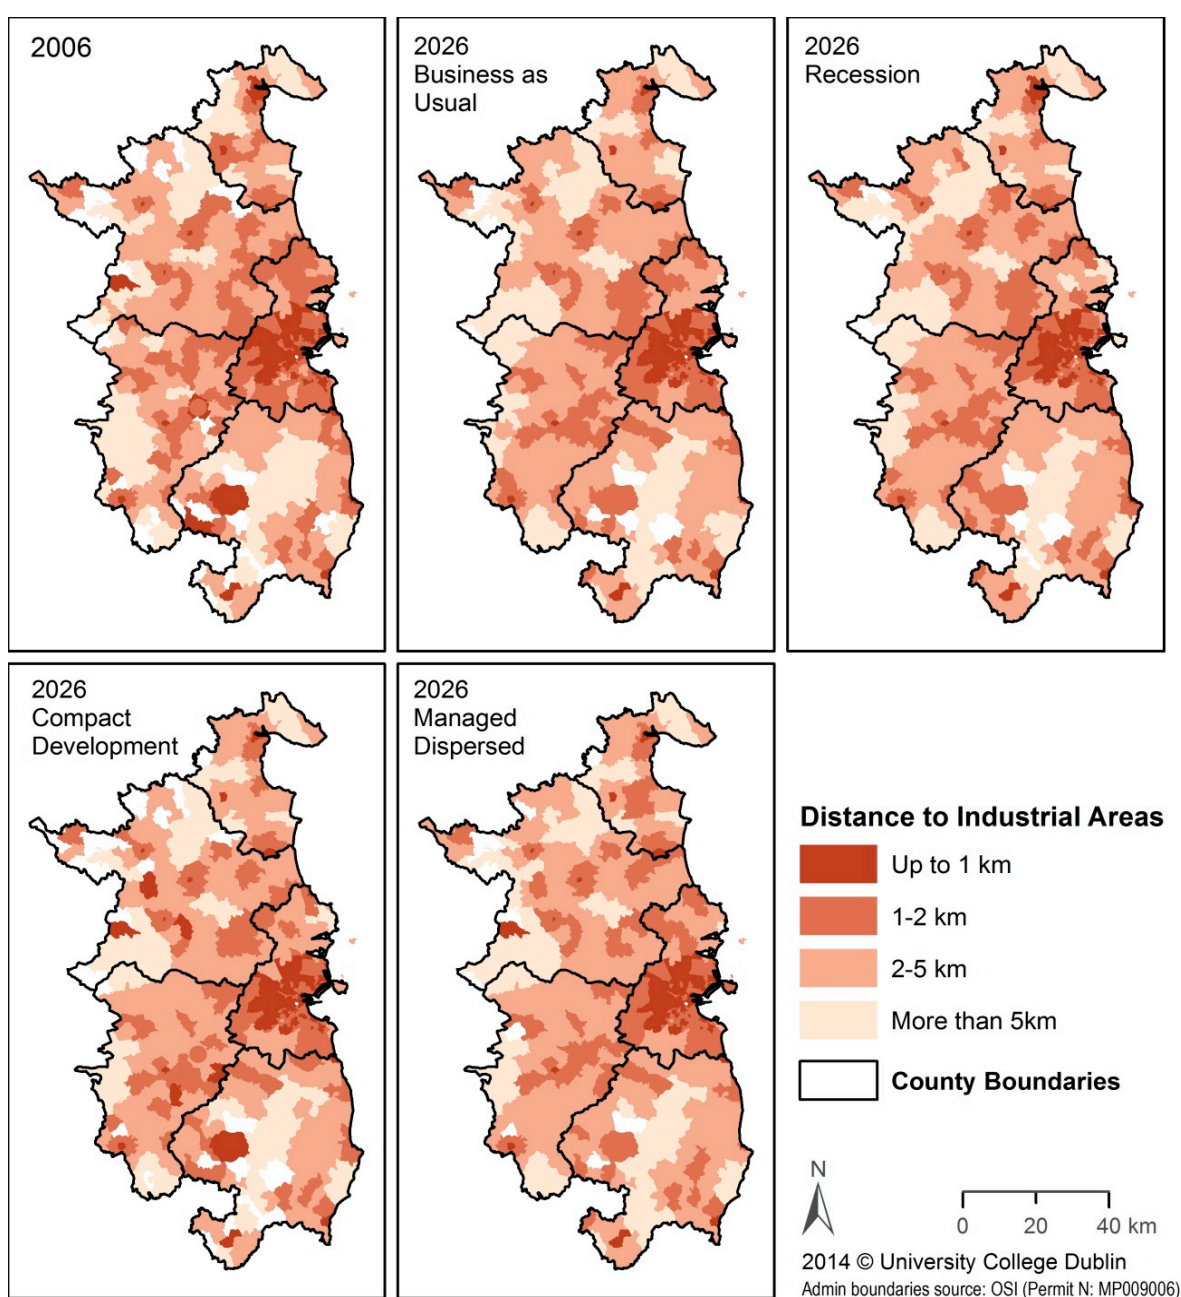 2006
2026
Business as
Usual
2026
Recession
2026
Compact
Development
2026
Managed
Dispersed
Distance to Industrial Areas
Up to 1 km
1-2 km
2-5 km
More than 5km
County Boundaries
N
0 20 40 km
2014 © University College Dublin
Admin boundaries source: OSI (Permit N: MP009006)